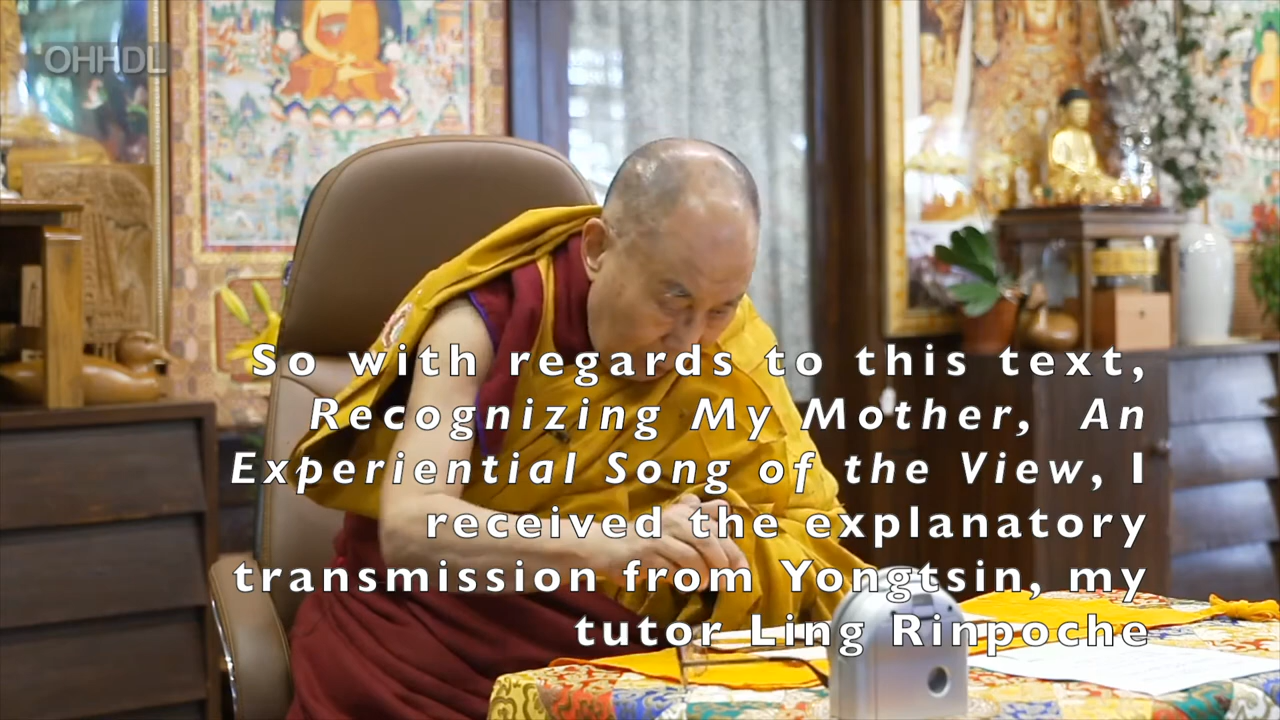 OHHDL
So with regards to this text,
Recognizing My Mother, An
Experiential Song of the View, I
received the explanatory
transmission from Yongtsin, my
tutor Ling Rinpoche